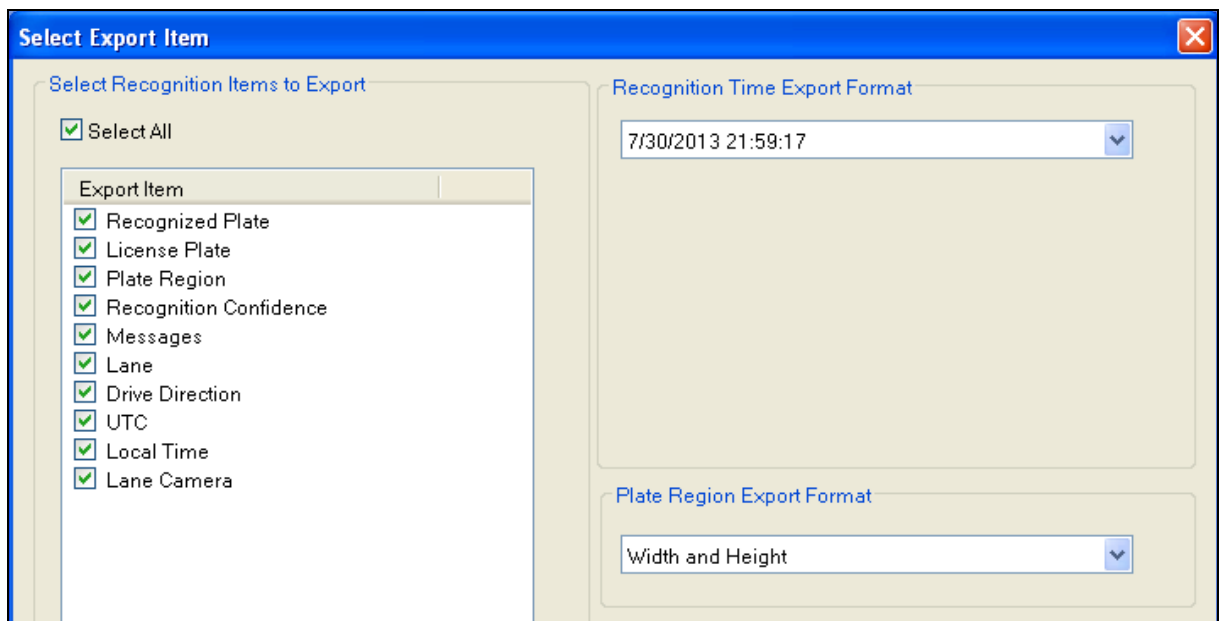 Select Export Item
Select Recognition Items to Export
Select All
Export Item
Recognized Plate
License Plate
Plate Region
Recognition Confidence
Messages
Lane
Drive Direction
UTC
Local Time
Lane Camera
Recognition Time Export Format
7/30/2013 21:59:17
Plate Region Export Format
Width and Height